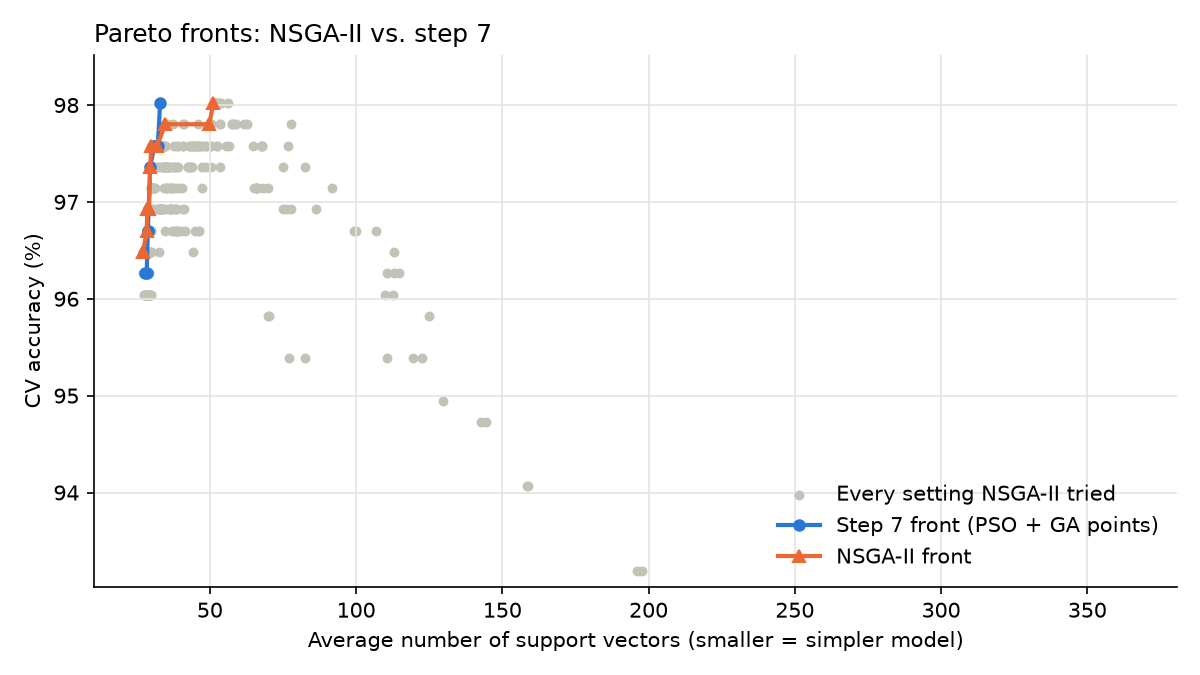 Pareto fronts: NSGA-II vs. step 7
98
97
96
95
94
CV accuracy (%)
Every setting NSGA-II tried
Step 7 front (PSO + GA points)
NSGA-II front
50 100 150 200 250 300 350
Average number of support vectors (smaller = simpler model)